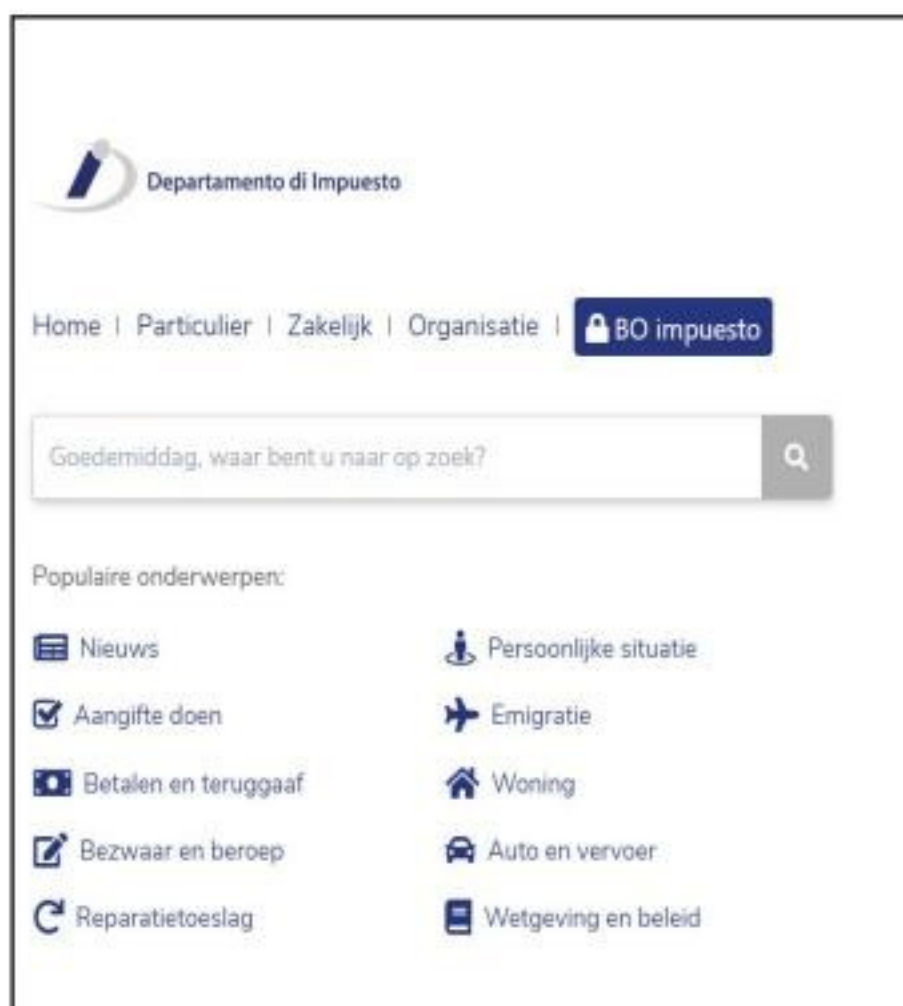 Departamento di Impuesto
Home | Particulier | Zakelijk | Organisatie | BO impuesto
Goedemiddag, waar bent u naar op zoek?
Populaire onderwerpen:
Nieuws
Persoonlijke situatie
Aangifte doen
Emigratie
Betalen en teruggaaf
Woning
Bezwaar en beroep
Auto en vervoer
Reparatietoeslag
Wetgeving en beleid